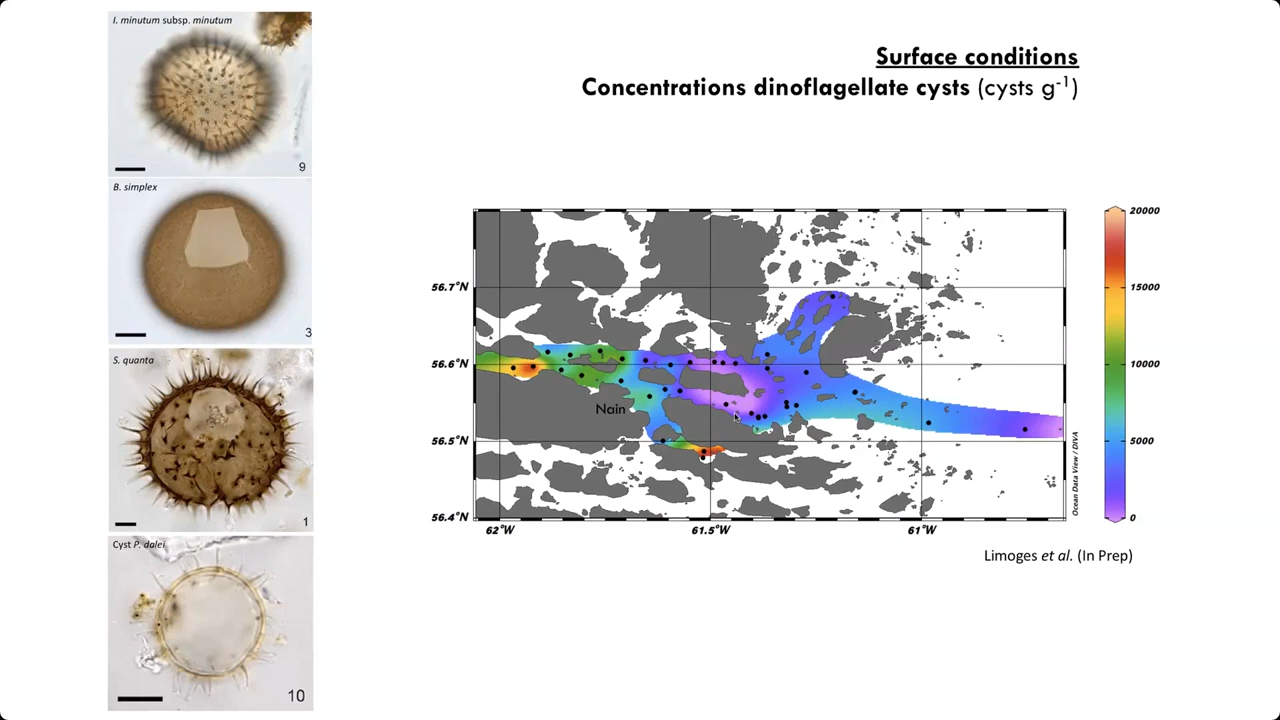 I. minutum subsp. minutum
9
B. simplex
3
S. quanta
1
Cyst P. dalei
10
Surface conditions
Concentrations dinoflagellate cysts (cysts g-1)
56.7°N
56.6°N
56.5°N
56.4°N
Nain
62°W
61.5°W
61°W
Ocean Data View / DIVA
20000
15000
10000
5000
0
Limoges et al. (In Prep)